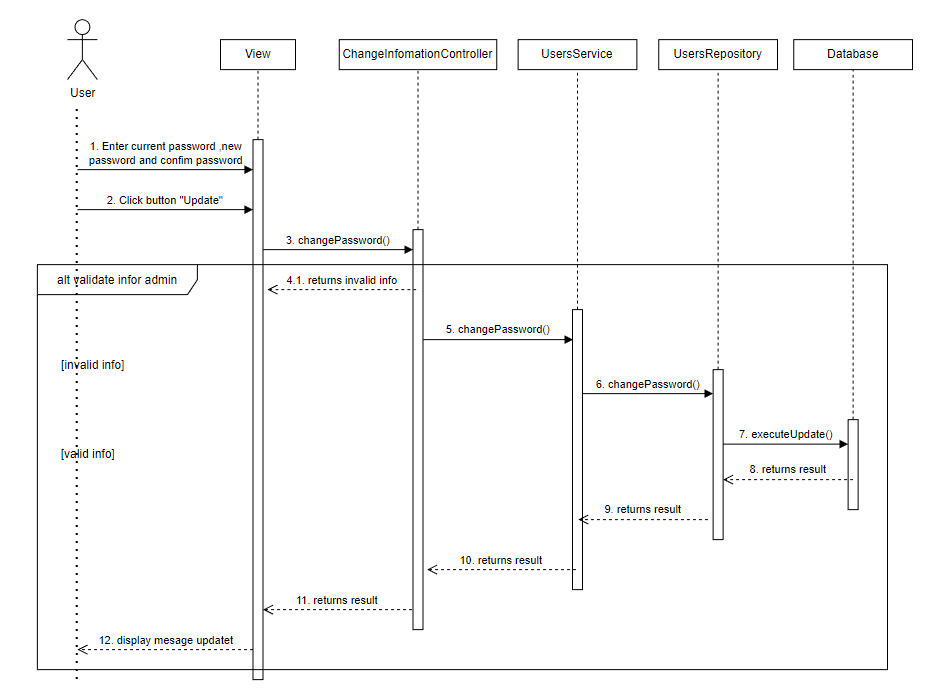 View
ChangeInfomationController
UsersService
UsersRepository
Database
User
1. Enter current password ,new
password and confim password
2. Click button "Update"
3. changePassword()
alt validate infor admin
4.1. returns invalid info
5. changePassword()
[invalid info]
6. changePassword()
7. executeUpdate()
[valid info]
8. returns result
9. returns result
10. returns result
11. returns result
12. display mesage updatet